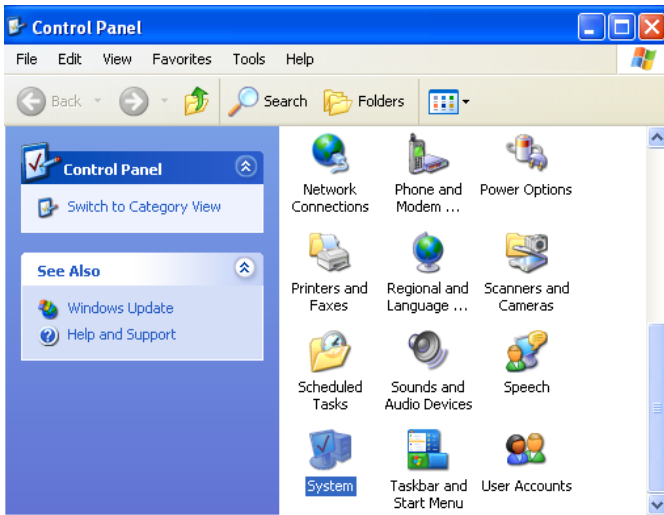 Control Panel
File Edit View Favorites Tools Help
Back Search Folders
Control Panel
Switch to Category View
See Also
Windows Update
Help and Support
Network
Connections
Phone and
Modem ...
Power Options
Printers and
Faxes
Regional and
Language ...
Scanners and
Cameras
Scheduled
Tasks
Sounds and
Audio Devices
Speech
System
Taskbar and
Start Menu
User Accounts